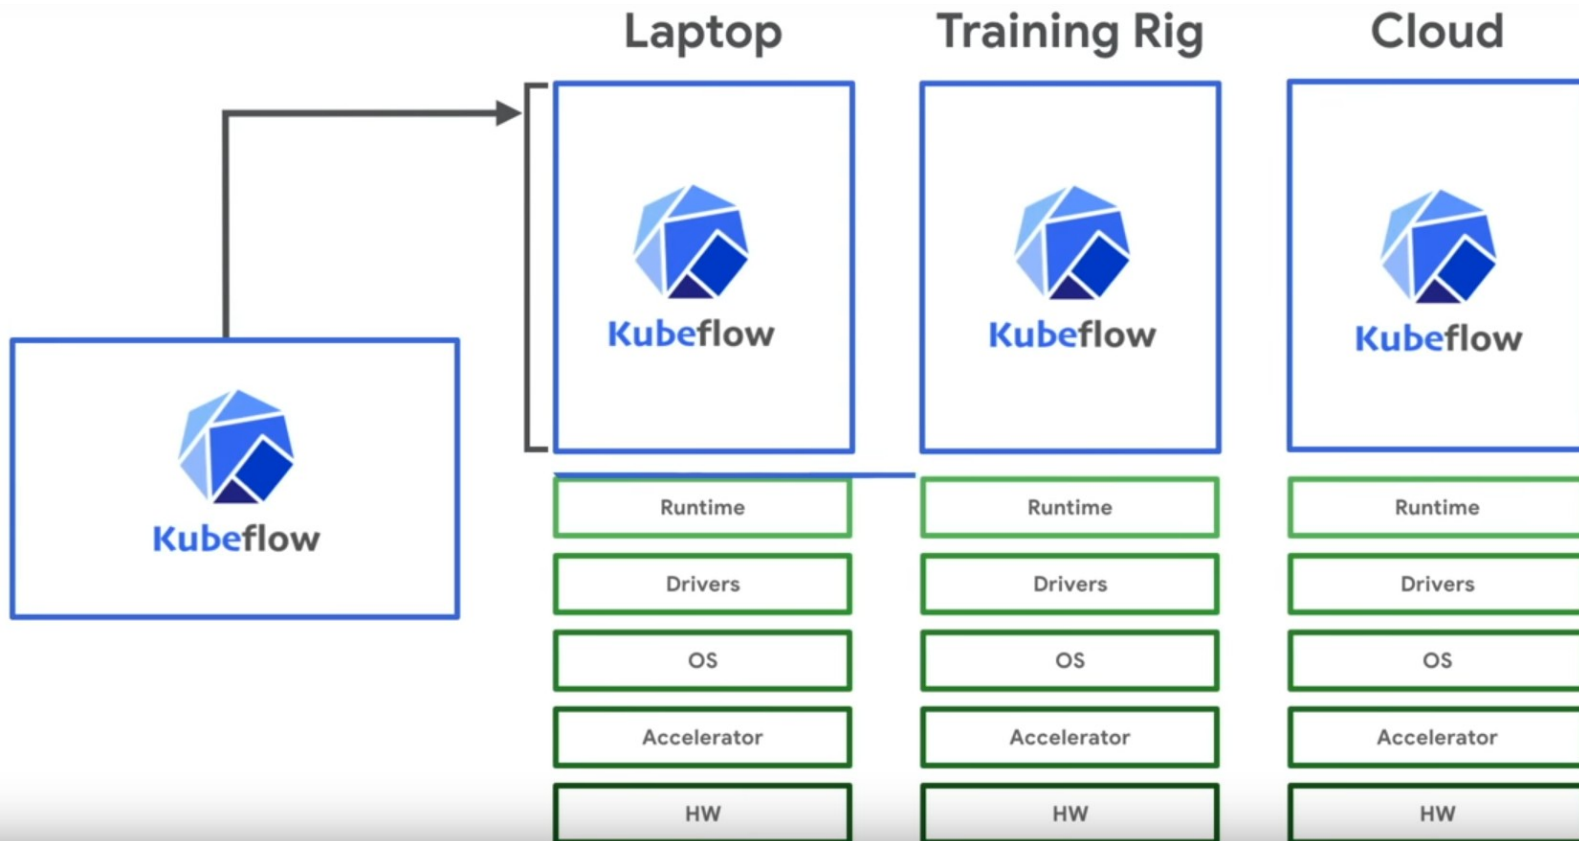 Laptop
Training Rig
Cloud
Kubeflow
Kubeflow
Kubeflow
Kubeflow
Runtime
Runtime
Runtime
Drivers
Drivers
Drivers
OS
OS
OS
Accelerator
Accelerator
Accelerator
HW
HW
HW